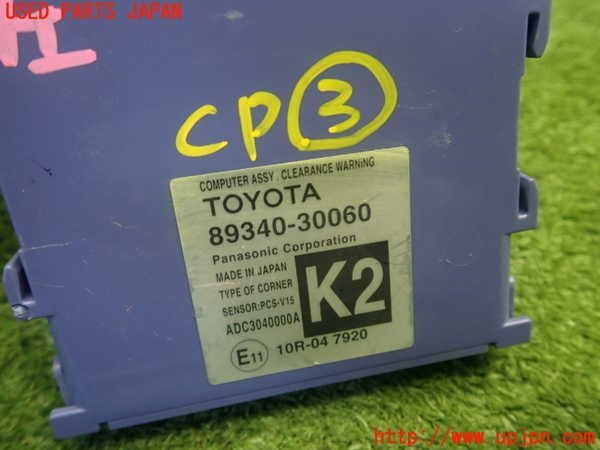 USED PARTS JAPAN
CP③
COMPUTER ASSY, CLEARANCE WARNING
TOYOTA
89340-30060
Panasonic Corporation
MADE IN JAPAN
TYPE OF CORNER
SENSOR:PCS-V15
ADC3040000A
K2
E11 10R-04 7920
http://www.upjpn.com